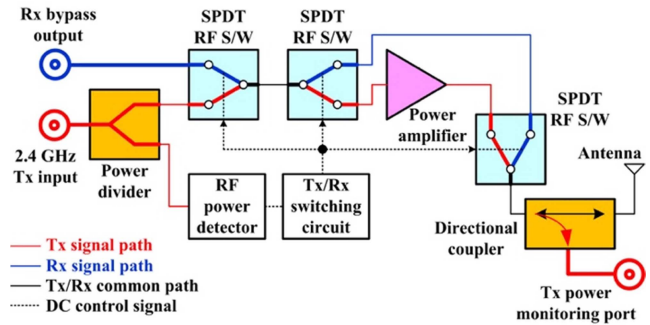 Rx bypass
output
SPDT
RF S/W
SPDT
RF S/W
2.4 GHz
Tx input
Power
divider
Power
amplifier
SPDT
RF S/W
Antenna
RF
power
detector
Tx/Rx
switching
circuit
Directional
coupler
Tx power
monitoring port
Tx signal path
Rx signal path
Tx/Rx common path
DC control signal